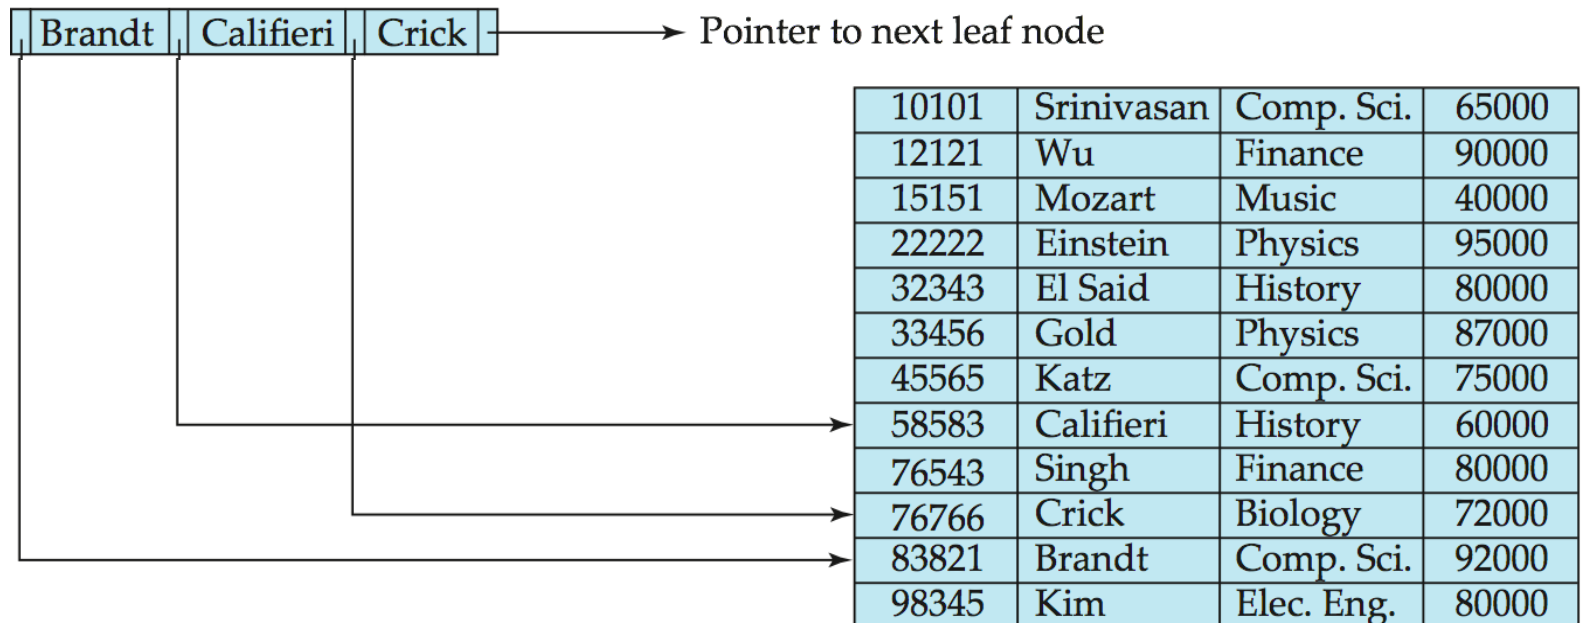 Brandt Califieri Crick Pointer to next leaf node
10101 Srinivasan Comp. Sci. 65000
12121 Wu Finance 90000
15151 Mozart Music 40000
22222 Einstein Physics 95000
32343 El Said History 80000
33456 Gold Physics 87000
45565 Katz Comp. Sci. 75000
58583 Califieri History 60000
76543 Singh Finance 80000
76766 Crick Biology 72000
83821 Brandt Comp. Sci. 92000
98345 Kim Elec. Eng. 80000